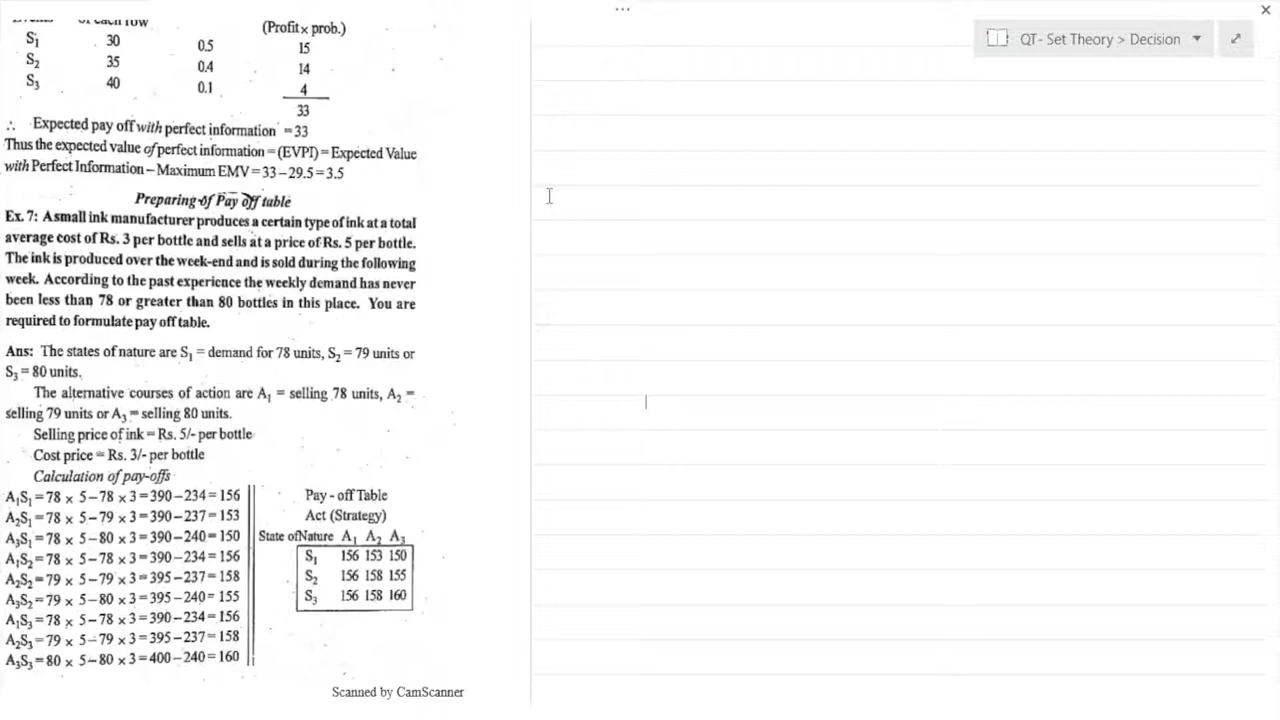 of each row (Profit x prob.)
S1 30 0.5 15
S2 35 0.4 14
S3 40 0.1 4
33
∴ Expected pay off with perfect information = 33
Thus the expected value of perfect information = (EVPI) = Expected Value
with Perfect Information – Maximum EMV = 33 – 29.5 = 3.5
Preparing of Pay off table
Ex. 7: A small ink manufacturer produces a certain type of ink at a total
average cost of Rs. 3 per bottle and sells at a price of Rs. 5 per bottle.
The ink is produced over the week-end and is sold during the following
week. According to the past experience the weekly demand has never
been less than 78 or greater than 80 bottles in this place. You are
required to formulate pay off table.
Ans: The states of nature are S1 = demand for 78 units, S2 = 79 units or
S3 = 80 units.
The alternative courses of action are A1 = selling 78 units, A2 =
selling 79 units or A3 = selling 80 units.
Selling price of ink = Rs. 5/- per bottle
Cost price = Rs. 3/- per bottle
Calculation of pay-offs
A1S1 = 78 x 5 – 78 x 3 = 390 – 234 = 156
A2S1 = 78 x 5 – 79 x 3 = 390 – 237 = 153
A3S1 = 78 x 5 – 80 x 3 = 390 – 240 = 150
A1S2 = 78 x 5 – 78 x 3 = 390 – 234 = 156
A2S2 = 79 x 5 – 79 x 3 = 395 – 237 = 158
A3S2 = 79 x 5 – 80 x 3 = 395 – 240 = 155
A1S3 = 78 x 5 – 78 x 3 = 390 – 234 = 156
A2S3 = 79 x 5 – 79 x 3 = 395 – 237 = 158
A3S3 = 80 x 5 – 80 x 3 = 400 – 240 = 160
Pay - off Table
Act (Strategy)
State of Nature A1 A2 A3
S1 156 153 150
S2 156 158 155
S3 156 158 160
Scanned by CamScanner
QT- Set Theory > Decision